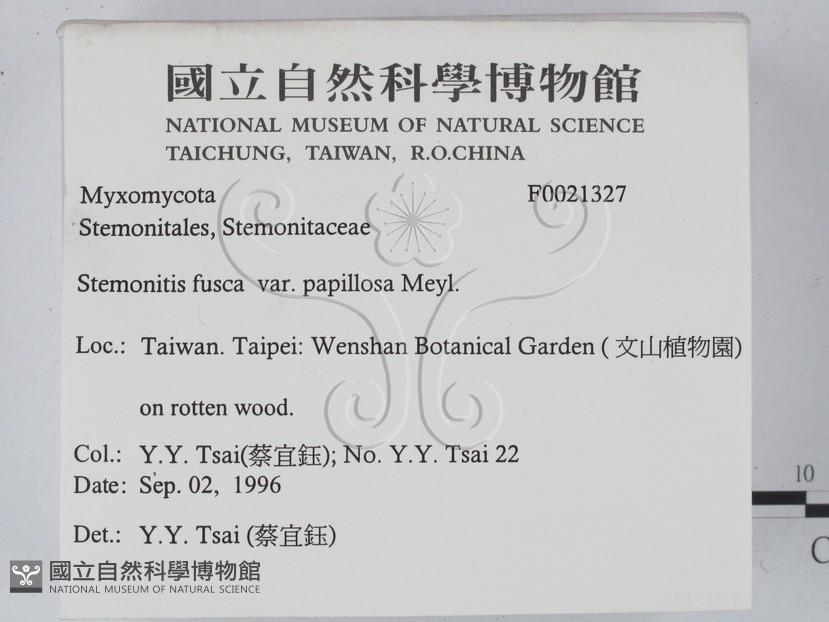 國立自然科學博物館
NATIONAL MUSEUM OF NATURAL SCIENCE
TAICHUNG, TAIWAN, R.O.CHINA
Myxomycota F0021327
Stemonitales, Stemonitaceae
Stemonitis fusca var. papillosa Meyl.
Loc.: Taiwan. Taipei: Wenshan Botanical Garden ( 文山植物園)
on rotten wood.
Col.: Y.Y. Tsai(蔡宜鈺); No. Y.Y. Tsai 22
Date: Sep. 02, 1996
Det.: Y.Y. Tsai (蔡宜鈺)
10
國立自然科學博物館
NATIONAL MUSEUM OF NATURAL SCIENCE